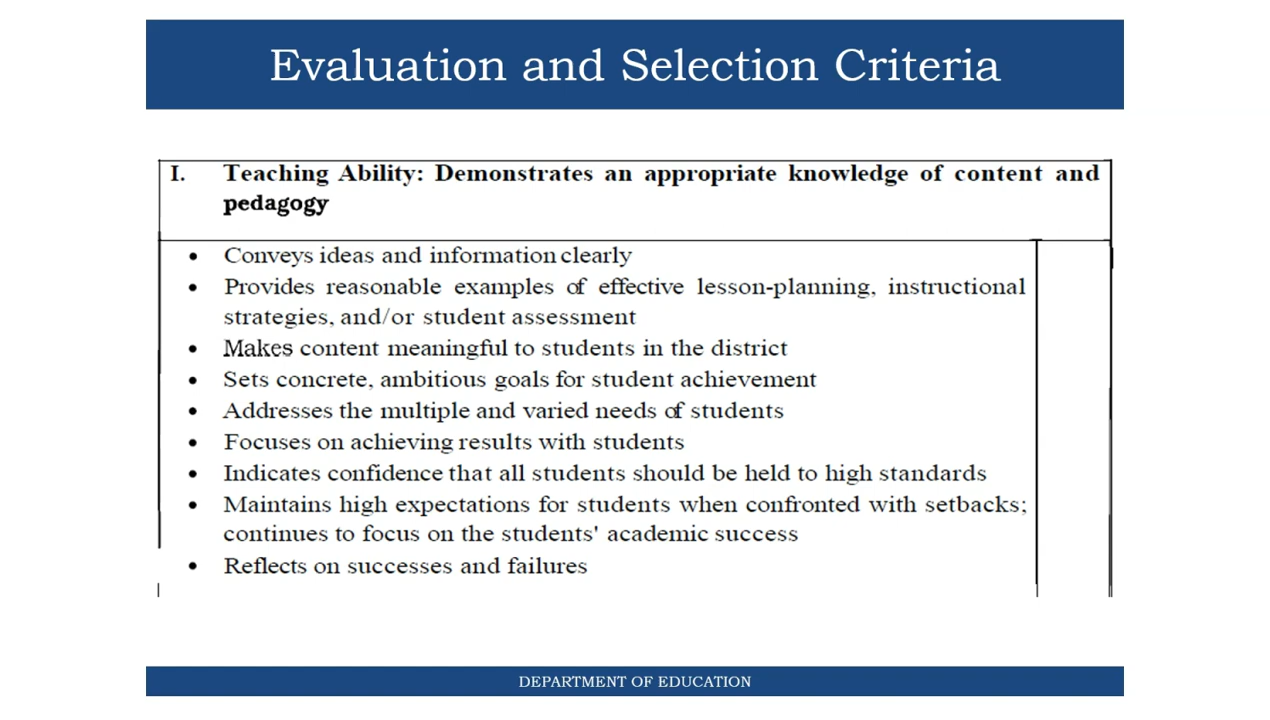 Evaluation and Selection Criteria
I. Teaching Ability: Demonstrates an appropriate knowledge of content and
pedagogy
• Conveys ideas and information clearly
• Provides reasonable examples of effective lesson-planning, instructional
strategies, and/or student assessment
• Makes content meaningful to students in the district
• Sets concrete, ambitious goals for student achievement
• Addresses the multiple and varied needs of students
• Focuses on achieving results with students
• Indicates confidence that all students should be held to high standards
• Maintains high expectations for students when confronted with setbacks;
continues to focus on the students' academic success
• Reflects on successes and failures
DEPARTMENT OF EDUCATION